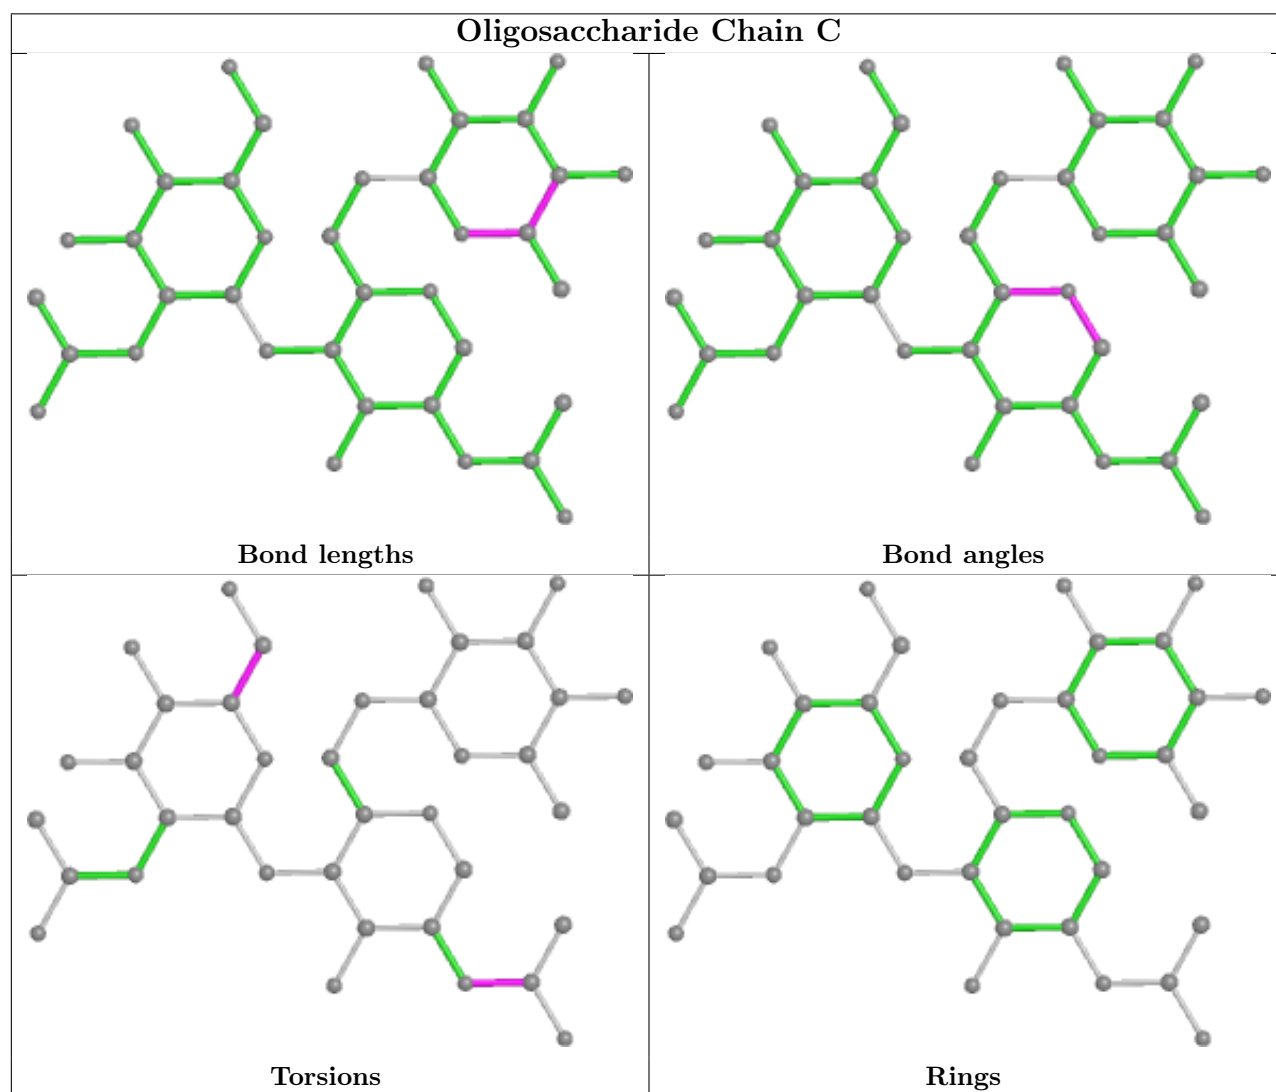 Oligosaccharide Chain C
Bond lengths
Bond angles
Torsions
Rings